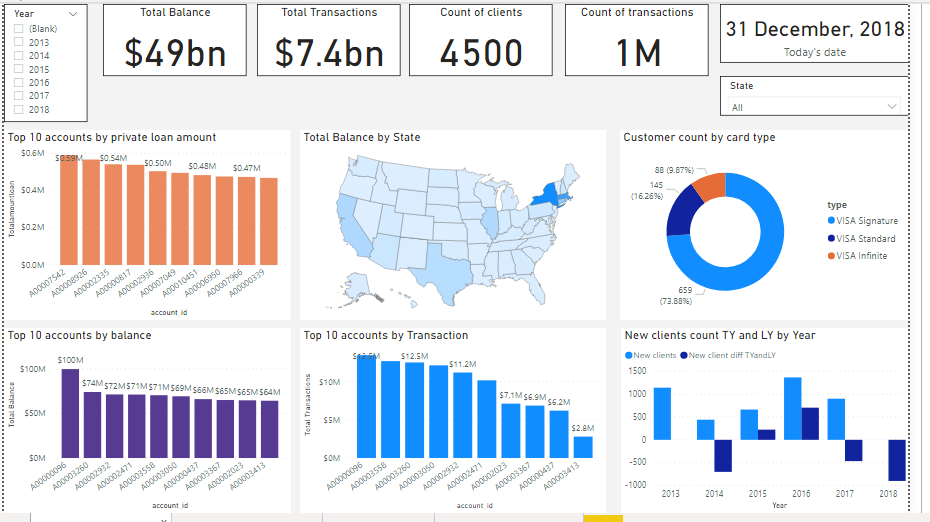 Year
(Blank)
2013
2014
2015
2016
2017
2018
Total Balance
$49bn
Total Transactions
$7.4bn
Count of clients
4500
Count of transactions
1M
31 December, 2018
Today's date
State
All
Top 10 accounts by private loan amount
Totalamountloan
$0.6M
$0.4M
$0.2M
$0.0M
$0.59M
$0.54M
$0.50M
$0.48M
$0.47M
A00007542
A00008926
A00002335
A00000817
A00002936
A00007049
A00010451
A00006950
A00007966
A00003339
account_id
Total Balance by State
Customer count by card type
88 (9.87%)
145
(16.26%)
659
(73.88%)
type
VISA Signature
VISA Standard
VISA Infinite
Top 10 accounts by balance
Total Balance
$100M
$50M
$0M
$100M
$74M
$72M
$71M
$71M
$69M
$66M
$65M
$65M
$64M
A00000096
A00003260
A00002932
A00002471
A00003558
A00003050
A00000437
A00003367
A00002023
A00003413
account_id
Top 10 accounts by Transaction
Total Transactions
$10M
$5M
$0M
$12.5M
$11.2M
$7.1M
$6.9M
$6.2M
$2.8M
A00000096
A00003558
A00003260
A00003050
A00002932
A00002471
A00002023
A00003367
A00000437
A00003413
account_id
New clients count TY and LY by Year
New clients
New client diff TYandLY
1500
1000
500
0
-500
-1000
2013
2014
2015
2016
2017
2018
Year